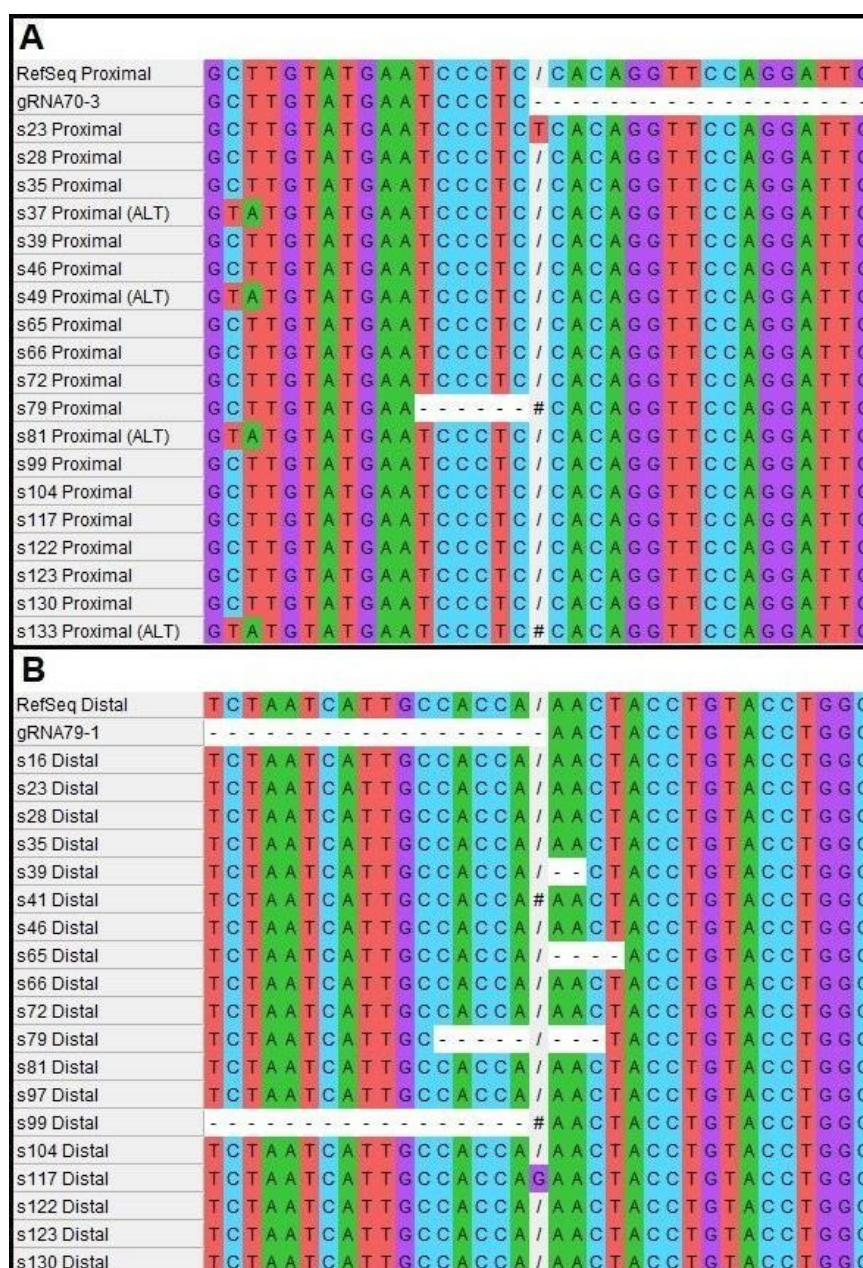 A
RefSeq Proximal G C T T G T A T G A A T C C C T C / C A C A G G T T C C A G G A T T G
gRNA70-3 G C T T G T A T G A A T C C C T C - - - - - - - - - - - - - - - - - -
s23 Proximal G C T T G T A T G A A T C C C T C T C A C A G G T T C C A G G A T T G
s28 Proximal G C T T G T A T G A A T C C C T C / C A C A G G T T C C A G G A T T G
s35 Proximal G C T T G T A T G A A T C C C T C / C A C A G G T T C C A G G A T T G
s37 Proximal (ALT) G T A T G T A T G A A T C C C T C / C A C A G G T T C C A G G A T T G
s39 Proximal G C T T G T A T G A A T C C C T C / C A C A G G T T C C A G G A T T G
s46 Proximal G C T T G T A T G A A T C C C T C / C A C A G G T T C C A G G A T T G
s49 Proximal (ALT) G T A T G T A T G A A T C C C T C / C A C A G G T T C C A G G A T T G
s65 Proximal G C T T G T A T G A A T C C C T C / C A C A G G T T C C A G G A T T G
s66 Proximal G C T T G T A T G A A T C C C T C / C A C A G G T T C C A G G A T T G
s72 Proximal G C T T G T A T G A A T C C C T C / C A C A G G T T C C A G G A T T G
s79 Proximal G C T T G T A T G A A - - - - - - # C A C A G G T T C C A G G A T T G
s81 Proximal (ALT) G T A T G T A T G A A T C C C T C / C A C A G G T T C C A G G A T T G
s99 Proximal G C T T G T A T G A A T C C C T C / C A C A G G T T C C A G G A T T G
s104 Proximal G C T T G T A T G A A T C C C T C / C A C A G G T T C C A G G A T T G
s117 Proximal G C T T G T A T G A A T C C C T C / C A C A G G T T C C A G G A T T G
s122 Proximal G C T T G T A T G A A T C C C T C / C A C A G G T T C C A G G A T T G
s123 Proximal G C T T G T A T G A A T C C C T C / C A C A G G T T C C A G G A T T G
s130 Proximal G C T T G T A T G A A T C C C T C / C A C A G G T T C C A G G A T T G
s133 Proximal (ALT) G T A T G T A T G A A T C C C T C # C A C A G G T T C C A G G A T T G
B
RefSeq Distal T C T A A T C A T T G C C A C C A / A A C T A C C T G T A C C T G G C
gRNA79-1 - - - - - - - - - - - - - - - - - - A A C T A C C T G T A C C T G G C
s16 Distal T C T A A T C A T T G C C A C C A / A A C T A C C T G T A C C T G G C
s23 Distal T C T A A T C A T T G C C A C C A / A A C T A C C T G T A C C T G G C
s28 Distal T C T A A T C A T T G C C A C C A / A A C T A C C T G T A C C T G G C
s35 Distal T C T A A T C A T T G C C A C C A / A A C T A C C T G T A C C T G G C
s39 Distal T C T A A T C A T T G C C A C C A / - - C T A C C T G T A C C T G G C
s41 Distal T C T A A T C A T T G C C A C C A # A A C T A C C T G T A C C T G G C
s46 Distal T C T A A T C A T T G C C A C C A / A A C T A C C T G T A C C T G G C
s65 Distal T C T A A T C A T T G C C A C C A / - - - - A C C T G T A C C T G G C
s66 Distal T C T A A T C A T T G C C A C C A / A A C T A C C T G T A C C T G G C
s72 Distal T C T A A T C A T T G C C A C C A / A A C T A C C T G T A C C T G G C
s79 Distal T C T A A T C A T T G C - - - - - / - - - T A C C T G T A C C T G G C
s81 Distal T C T A A T C A T T G C C A C C A / A A C T A C C T G T A C C T G G C
s97 Distal T C T A A T C A T T G C C A C C A / A A C T A C C T G T A C C T G G C
s99 Distal - - - - - - - - - - - - - - - - - # A A C T A C C T G T A C C T G G C
s104 Distal T C T A A T C A T T G C C A C C A / A A C T A C C T G T A C C T G G C
s117 Distal T C T A A T C A T T G C C A C C A G A A C T A C C T G T A C C T G G C
s122 Distal T C T A A T C A T T G C C A C C A / A A C T A C C T G T A C C T G G C
s123 Distal T C T A A T C A T T G C C A C C A / A A C T A C C T G T A C C T G G C
s130 Distal T C T A A T C A T T G C C A C C A / A A C T A C C T G T A C C T G G C